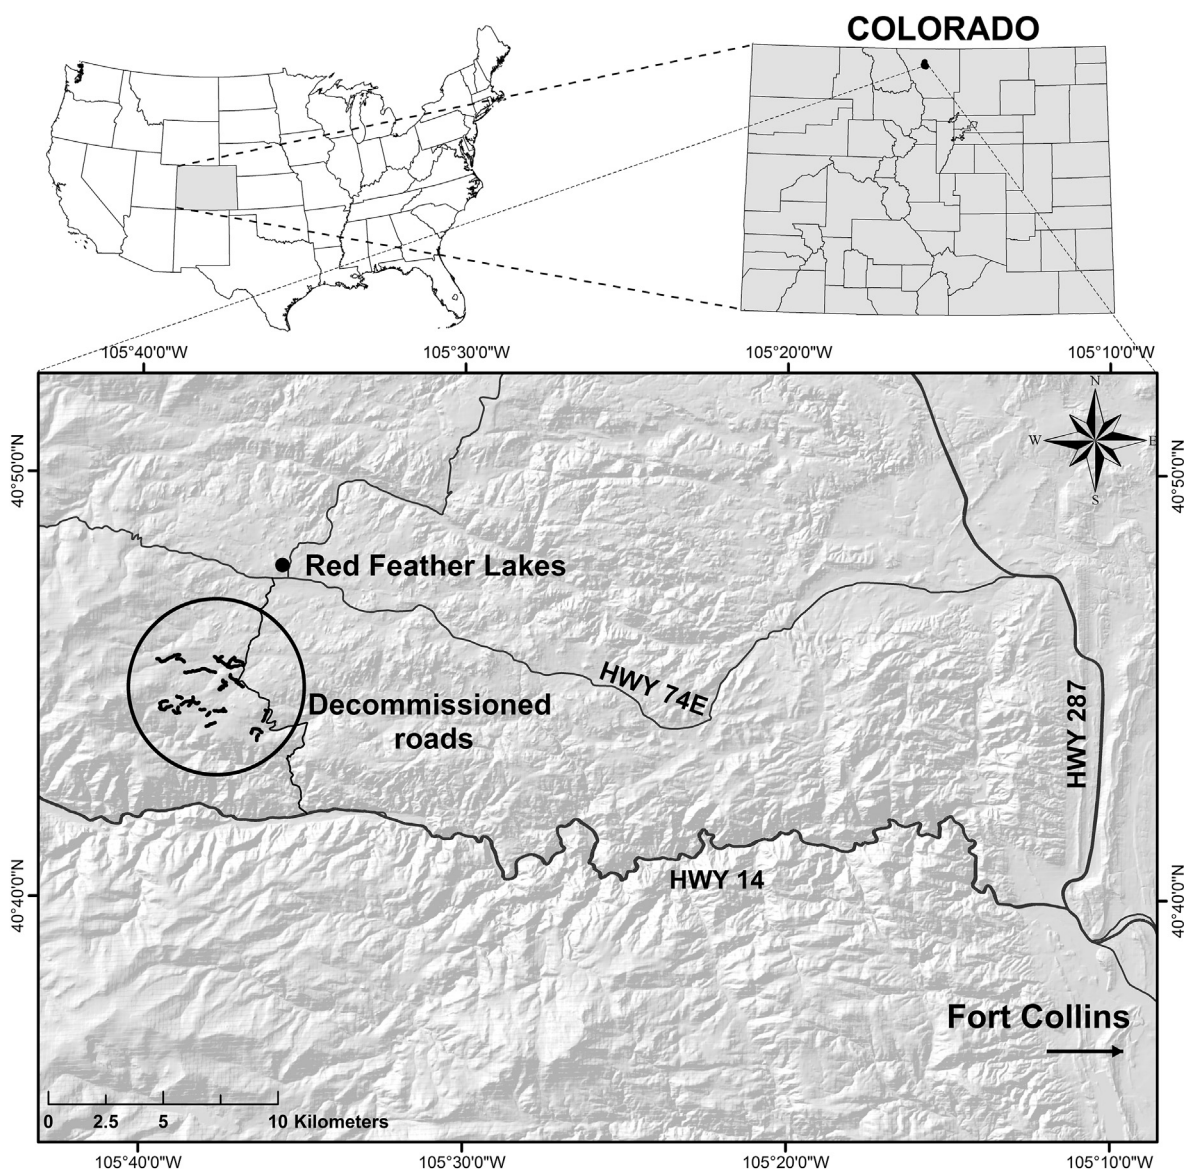 COLORADO
105°40'0"W
105°30'0"W
105°20'0"W
105°10'0"W
N
W
E
S
40°50'0"N
40°50'0"N
Red Feather Lakes
HWY 74E
Decommissioned
roads
HWY 287
HWY 14
40°40'0"N
40°40'0"N
Fort Collins
0
2.5
5
10 Kilometers
105°40'0"W
105°30'0"W
105°20'0"W
105°10'0"W